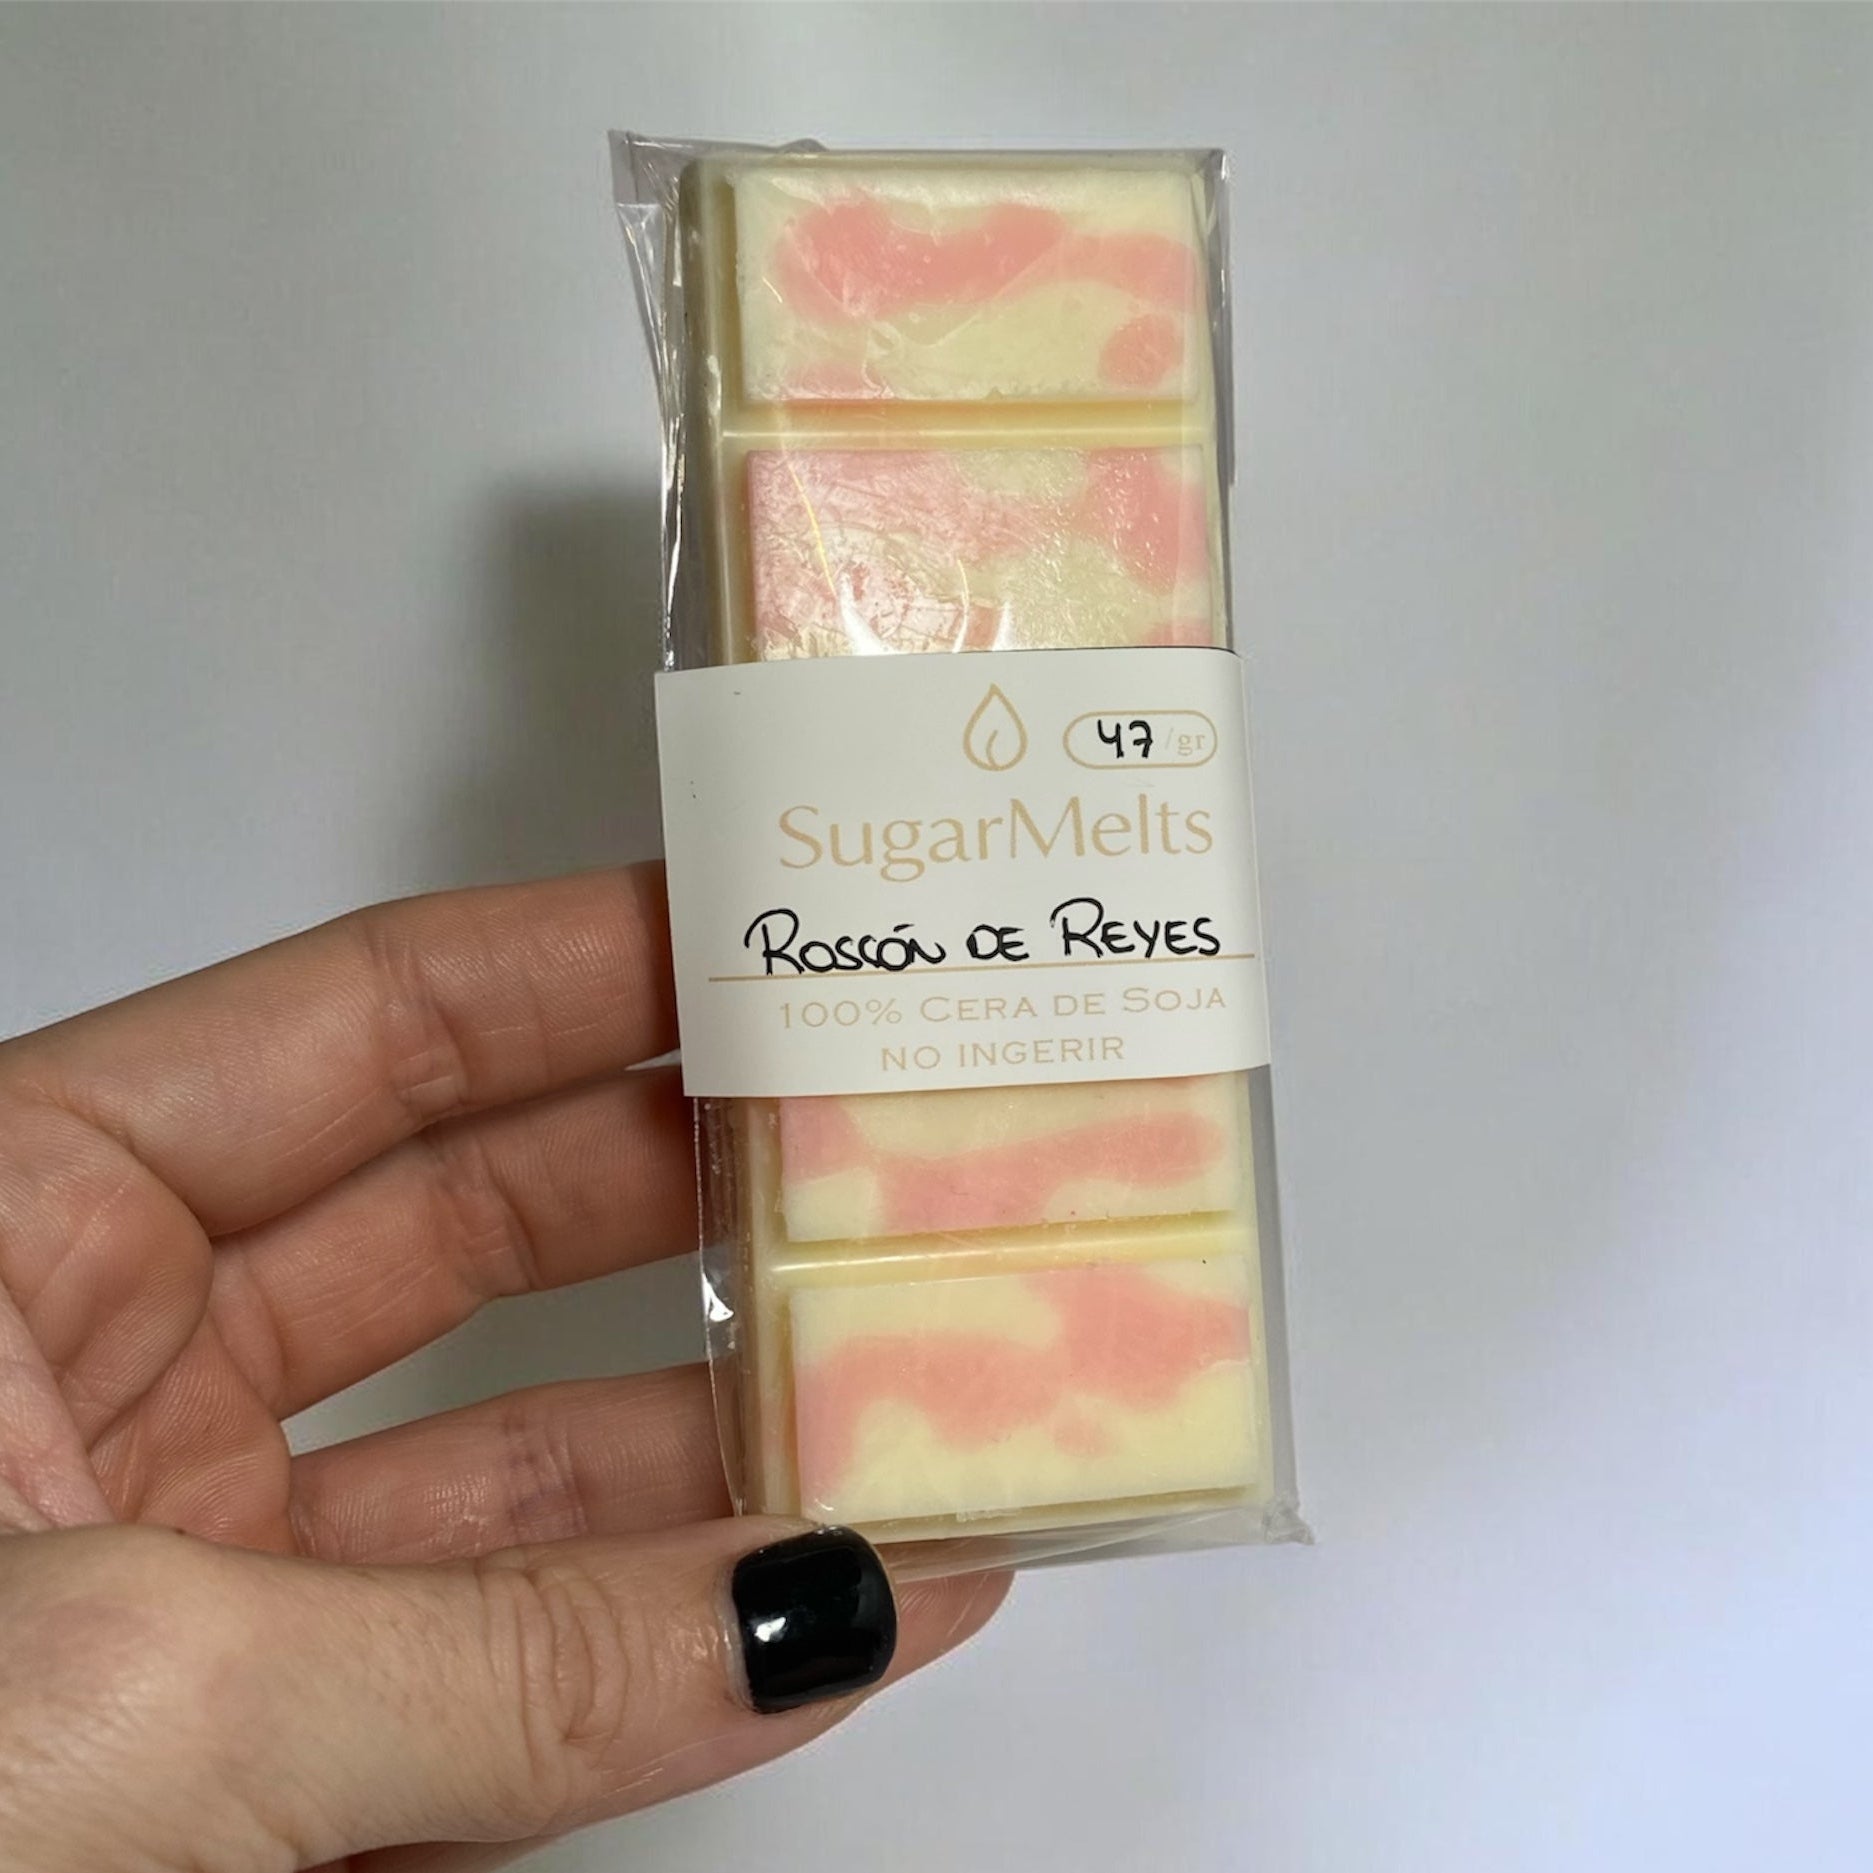 47 /gr
SugarMelts
Roscón de Reyes
100% Cera de Soja
NO INGERIR